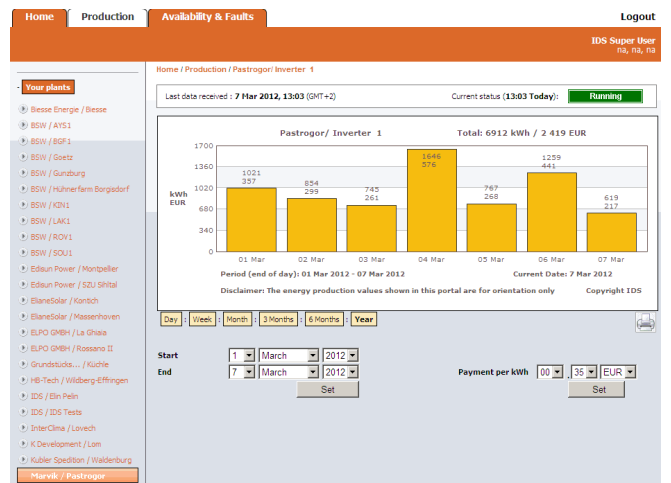 Home Production Availability & Faults Logout
IDS Super User
na, na, na
Home / Production / Pastrogor/ Inverter 1
- Your plants
Biesse Energie / Biesse
BSW / AYS1
BSW / BGF1
BSW / Goetz
BSW / Gunzburg
BSW / Hühnerfarm Borgisdorf
BSW / KIN1
BSW / LAK1
BSW / ROV1
BSW / SOU1
Edisun Power / Montpellier
Edisun Power / SZU Sihltal
ElianeSolar / Kontich
ElianeSolar / Massenhoven
ELPO GMBH / La Ghiaia
ELPO GMBH / Rossano II
Grundstücks... / Küchle
HB-Tech / Wildberg-Effringen
IDS / Elin Pelin
IDS / IDS Tests
InterClima / Lovech
K Development / Lom
Kubler Spedition / Waldenburg
Marvik / Pastrogor
Last data received : 7 Mar 2012, 13:03 (GMT+2) Current status (13:03 Today): Running
Pastrogor/ Inverter 1 Total: 6912 kWh / 2 419 EUR
kWh
EUR
1700
1360
1020
680
340
0
1021
357
854
299
745
261
1646
576
767
268
1259
441
619
217
01 Mar 02 Mar 03 Mar 04 Mar 05 Mar 06 Mar 07 Mar
Period (end of day): 01 Mar 2012 - 07 Mar 2012 Current Date: 7 Mar 2012
Disclaimer: The energy production values shown in this portal are for orientation only Copyright IDS
Day : Week : Month : 3 Months : 6 Months : Year
Start 1 March 2012
End 7 March 2012 Payment per kWh 00 . 35 EUR
Set Set